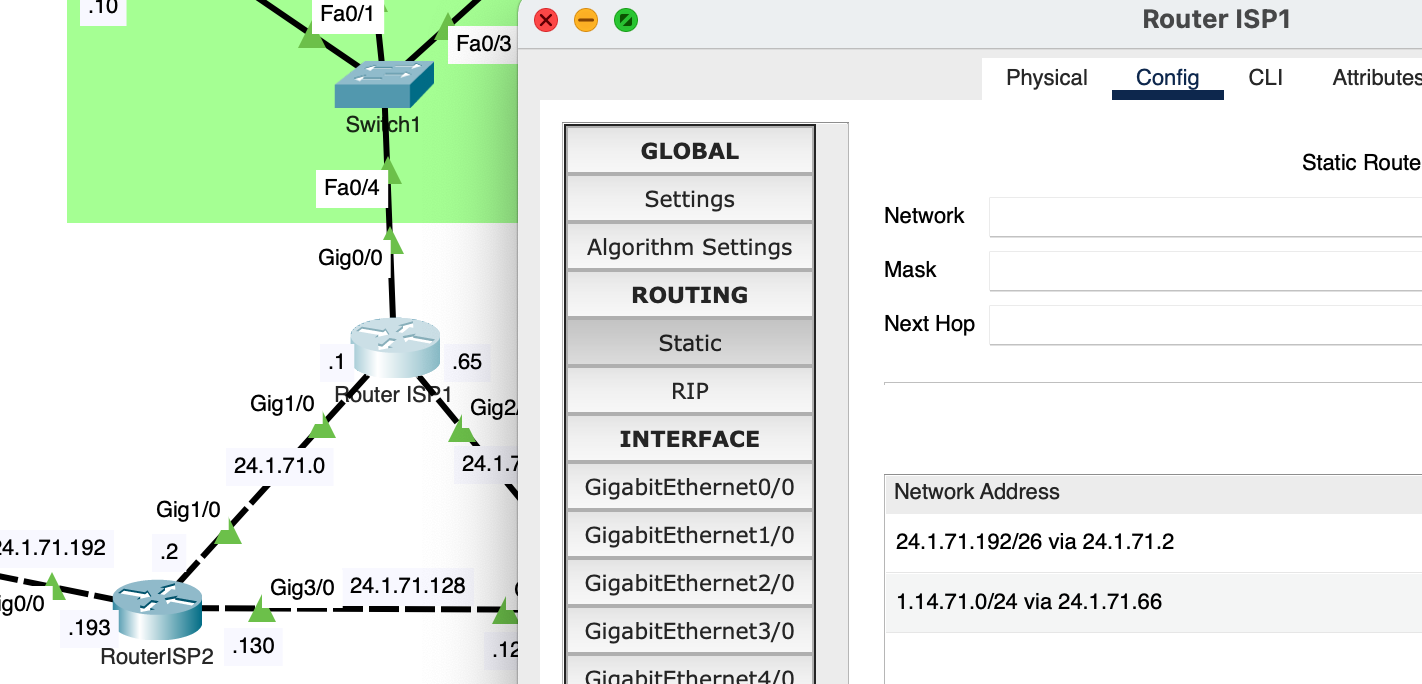 .10
Fa0/1
Fa0/3
Switch1
Fa0/4
Gig0/0
.1
.65
Router ISP1
Gig1/0
Gig2/
24.1.71.0
24.1.7
Gig1/0
24.1.71.192
.2
ig0/0
Gig3/0
24.1.71.128
.193
.130
.12
RouterISP2
Router ISP1
Physical
Config
CLI
Attributes
GLOBAL
Settings
Algorithm Settings
ROUTING
Static
RIP
INTERFACE
GigabitEthernet0/0
GigabitEthernet1/0
GigabitEthernet2/0
GigabitEthernet3/0
GigabitEthernet4/0
Static Route
Network
Mask
Next Hop
Network Address
24.1.71.192/26 via 24.1.71.2
1.14.71.0/24 via 24.1.71.66